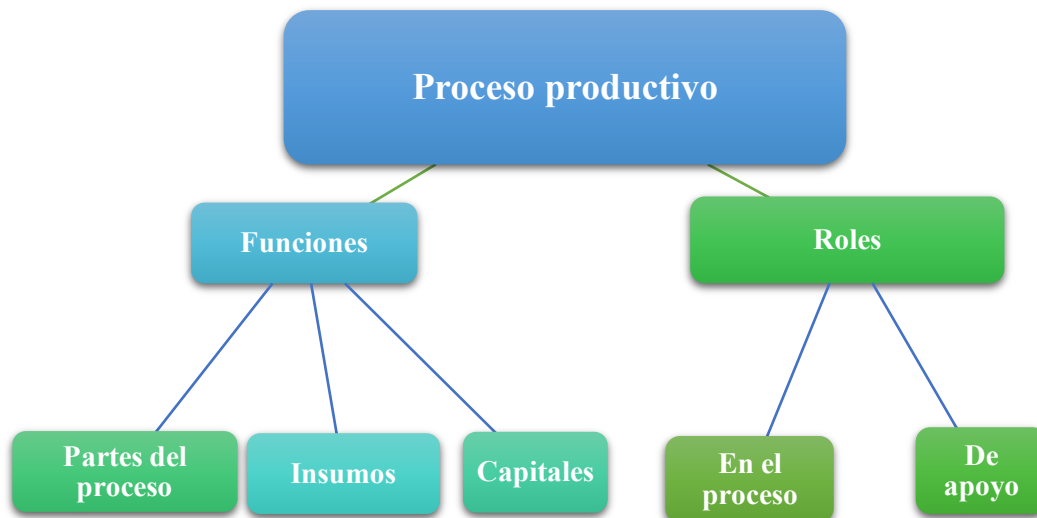 Proceso productivo
Funciones
Roles
Partes del
proceso
Insumos
Capitales
En el
proceso
De
apoyo